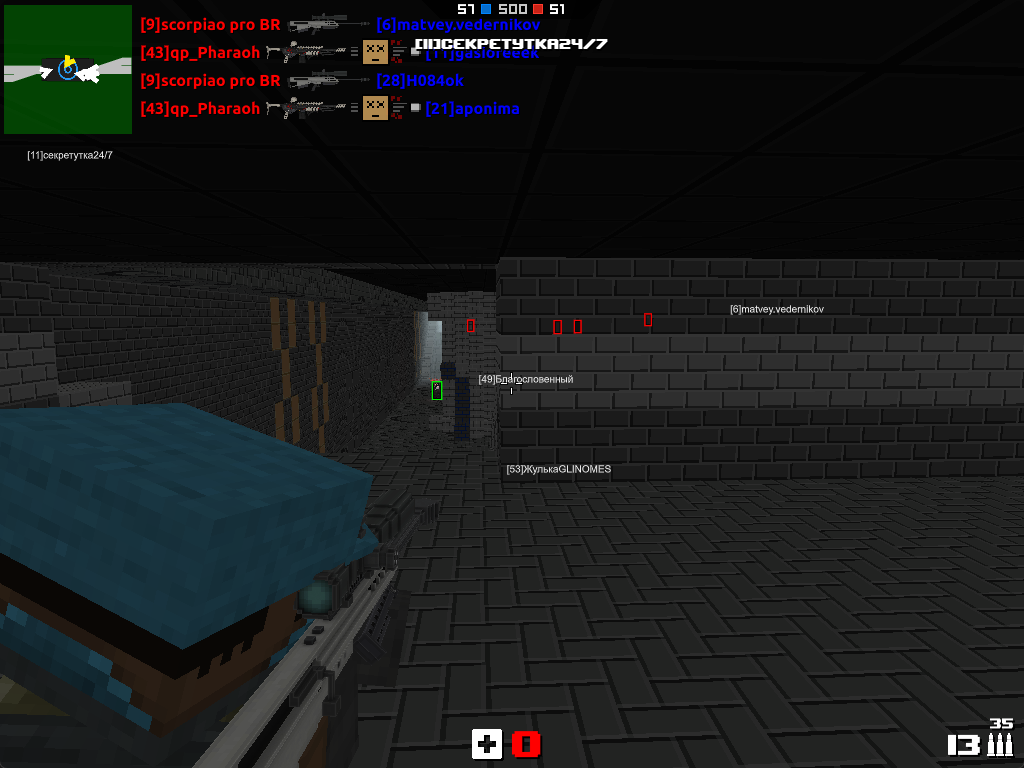 51 500 51
[9]scorpiao pro BR [6]matvey.vedernikov
[11]СЕКРЕТУТКА24/7
[43]qp_Pharaoh
[9]scorpiao pro BR [28]H084ok
[43]qp_Pharaoh [21]aponima
[11]секретутка24/7
[6]matvey.vedernikov
[49]Благословенный
[53]ЖулькаGLINOMES
35
13
0